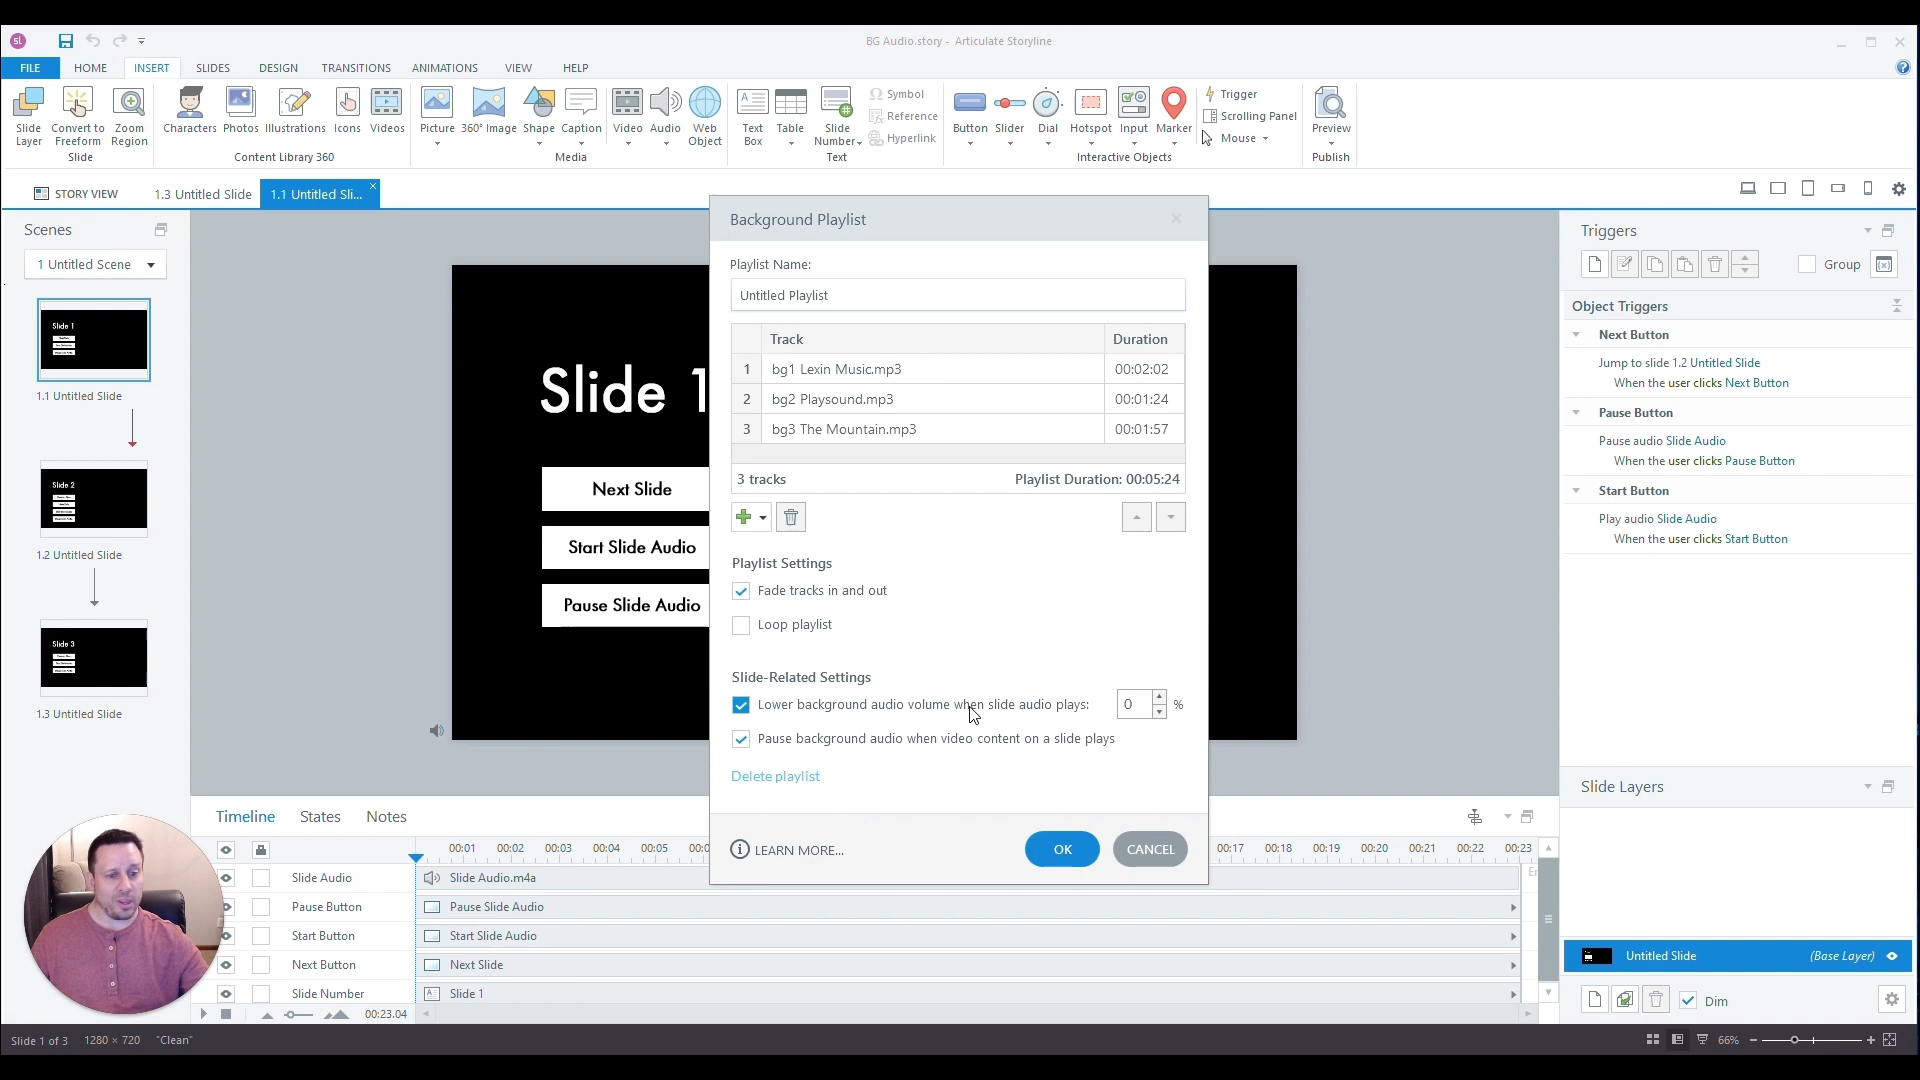 sl
BG Audio.story - Articulate Storyline
FILE
HOME
INSERT
SLIDES
DESIGN
TRANSITIONS
ANIMATIONS
VIEW
HELP
Slide Layer
Convert to Freeform
Zoom Region
Slide
Characters
Photos
Illustrations
Icons
Videos
Content Library 360
Picture
360° Image
Shape
Caption
Video
Audio
Web Object
Media
Text Box
Table
Slide Number
Symbol
Reference
Hyperlink
Text
Button
Slider
Dial
Hotspot
Input
Marker
Trigger
Scrolling Panel
Mouse
Interactive Objects
Preview
Publish
STORY VIEW
1.3 Untitled Slide
1.1 Untitled Sli...
Scenes
1 Untitled Scene
Slide 1
1.1 Untitled Slide
Slide 2
1.2 Untitled Slide
Slide 3
1.3 Untitled Slide
Slide 1
Next Slide
Start Slide Audio
Pause Slide Audio
Background Playlist
Playlist Name:
Untitled Playlist
Track Duration
1 bg1 Lexin Music.mp3 00:02:02
2 bg2 Playsound.mp3 00:01:24
3 bg3 The Mountain.mp3 00:01:57
3 tracks Playlist Duration: 00:05:24
Playlist Settings
Fade tracks in and out
Loop playlist
Slide-Related Settings
Lower background audio volume when slide audio plays: 0 %
Pause background audio when video content on a slide plays
Delete playlist
LEARN MORE...
OK
CANCEL
Triggers
Group
Object Triggers
Next Button
Jump to slide 1.2 Untitled Slide
When the user clicks Next Button
Pause Button
Pause audio Slide Audio
When the user clicks Pause Button
Start Button
Play audio Slide Audio
When the user clicks Start Button
Slide Layers
Untitled Slide (Base Layer)
Dim
Timeline
States
Notes
00:01 00:02 00:03 00:04 00:05 00:17 00:18 00:19 00:20 00:21 00:22 00:23
Slide Audio Slide Audio.m4a
Pause Button Pause Slide Audio
Start Button Start Slide Audio
Next Button Next Slide
Slide Number Slide 1
00:23.04
Slide 1 of 3 1280 × 720 "Clean"
66%